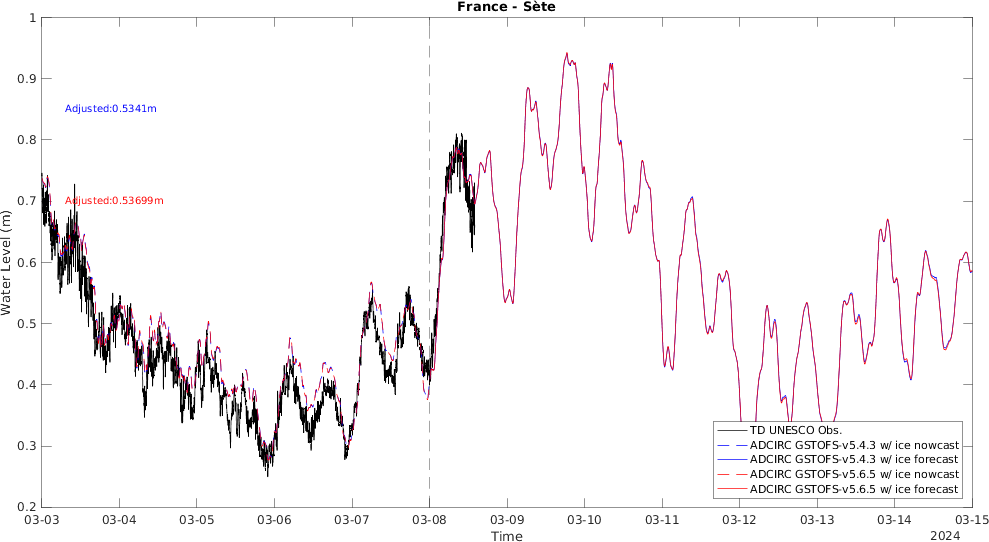 France - Sète
1
0.9
0.8
0.7
0.6
0.5
0.4
0.3
0.2
Water Level (m)
Adjusted:0.5341m
Adjusted:0.53699m
TD UNESCO Obs.
ADCIRC GSTOFS-v5.4.3 w/ ice nowcast
ADCIRC GSTOFS-v5.4.3 w/ ice forecast
ADCIRC GSTOFS-v5.6.5 w/ ice nowcast
ADCIRC GSTOFS-v5.6.5 w/ ice forecast
03-03 03-04 03-05 03-06 03-07 03-08 03-09 03-10 03-11 03-12 03-13 03-14 03-15
Time
2024